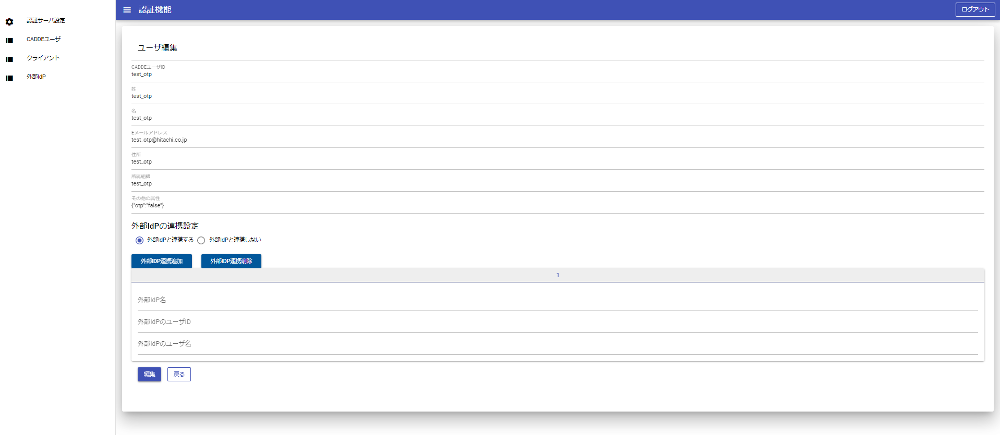 認証機能
ログアウト
認証サーバ設定
CADDEユーザ
クライアント
外部IdP
ユーザ編集
CADDEユーザID
test_otp
姓
test_otp
名
test_otp
Eメールアドレス
test_otp@hitachi.co.jp
住所
test_otp
所属組織
test_otp
その他の属性
{"otp":"false"}
外部IdPの連携設定
外部IdPと連携する 外部IdPと連携しない
外部IDP連携追加 外部IDP連携削除
1
外部IdP名
外部IdPのユーザID
外部IdPのユーザ名
編集 戻る